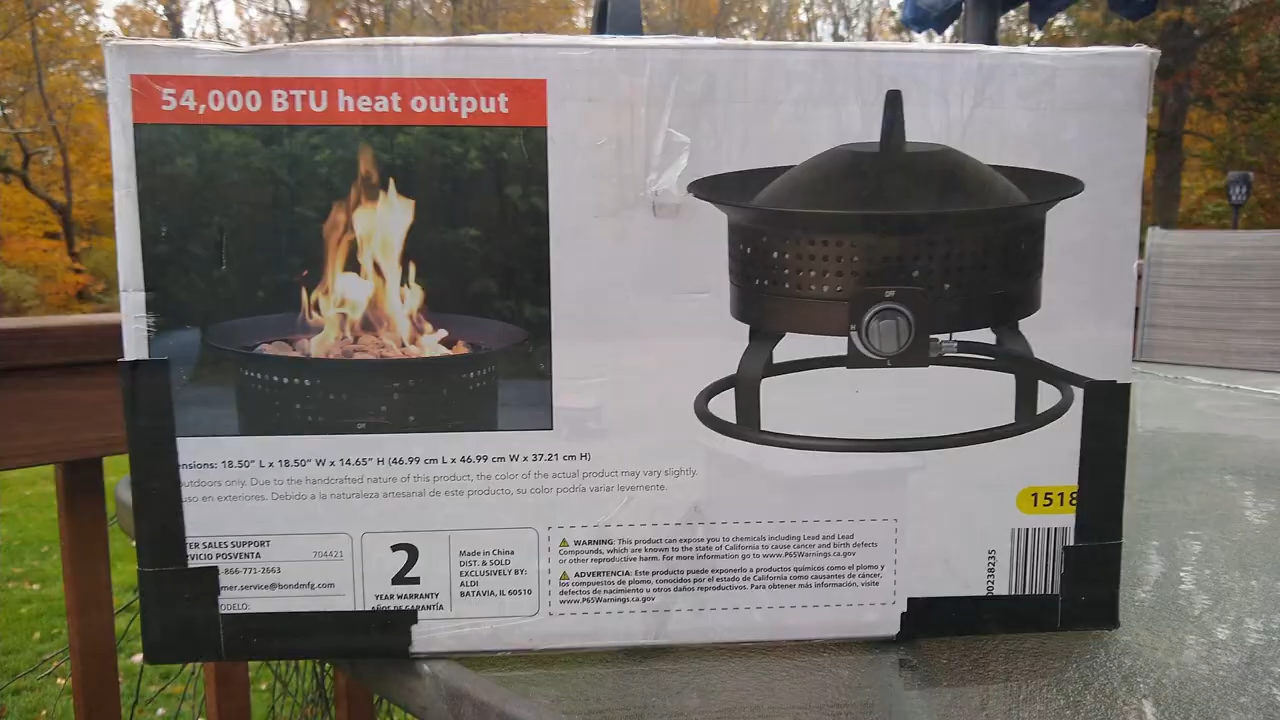 54,000 BTU heat output
OFF
H
L
OFF
nsions: 18.50" L x 18.50" W x 14.65" H (46.99 cm L x 46.99 cm W x 37.21 cm H)
utdoors only. Due to the handcrafted nature of this product, the color of the actual product may vary slightly.
uso en exteriores. Debido a la naturaleza artesanal de este producto, su color podría variar levemente.
1518
TER SALES SUPPORT
VICIO POSVENTA
704421
-866-771-2663
mer.service@bondmfg.com
ODELO:
2
YEAR WARRANTY
AÑOS DE GARANTÍA
Made in China
DIST. & SOLD
EXCLUSIVELY BY:
ALDI
BATAVIA, IL 60510
WARNING: This product can expose you to chemicals including Lead and Lead
Compounds, which are known to the state of California to cause cancer and birth defects
or other reproductive harm. For more information go to www.P65Warnings.ca.gov
ADVERTENCIA: Este producto puede exponerlo a productos químicos como el plomo y
los compuestos de plomo, conocidos por el estado de California como causantes de cáncer,
defectos de nacimiento u otros daños reproductivos. Para obtener más información, visite
www.P65Warnings.ca.gov
00238235